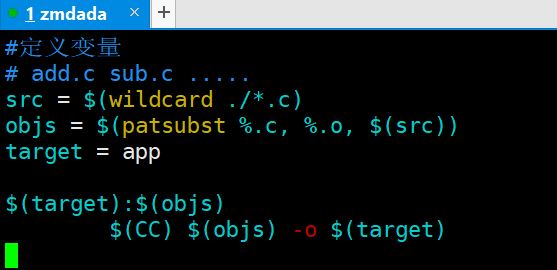 1 zmdada × +
#定义变量
# add.c sub.c .....
src = $(wildcard ./*.c)
objs = $(patsubst %.c, %.o, $(src))
target = app
$(target):$(objs)
$(CC) $(objs) -o $(target)